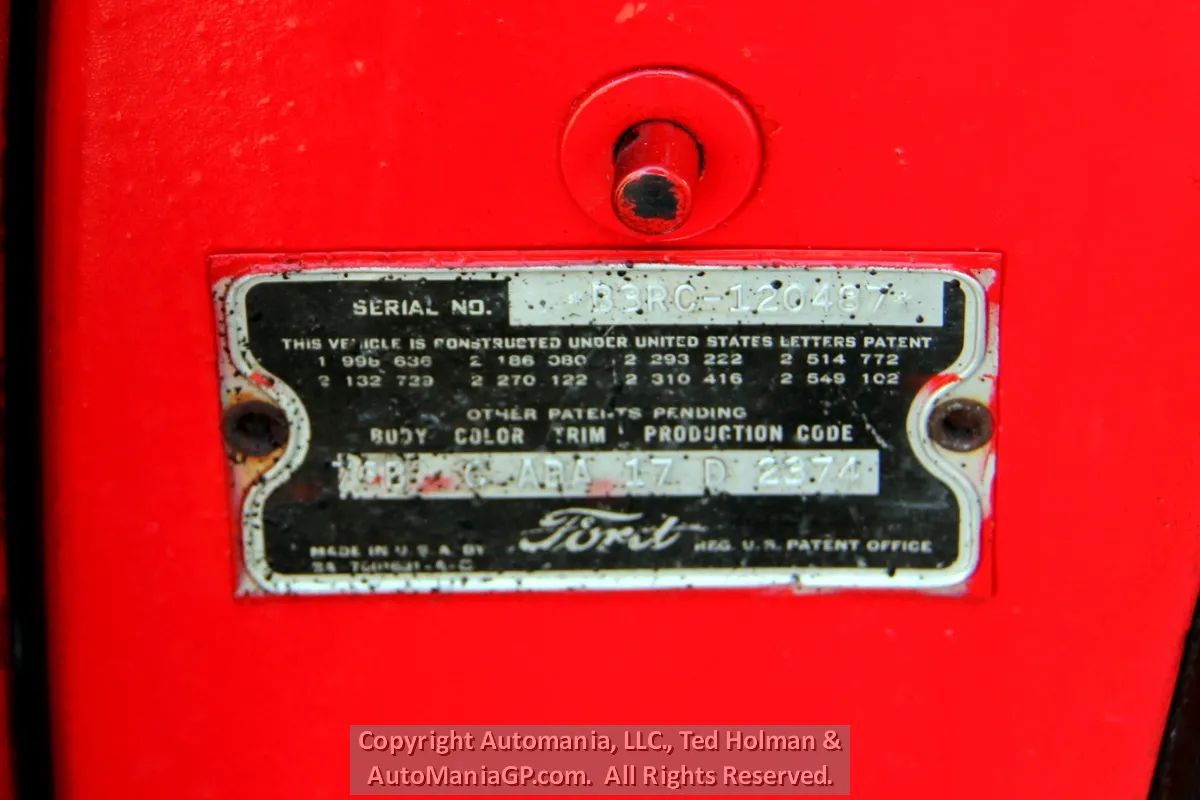 SERIAL NO. *B3RC-120487*
THIS VEHICLE IS CONSTRUCTED UNDER UNITED STATES LETTERS PATENT
1 996 636 2 186 080 2 293 222 2 514 772
2 132 739 2 270 122 2 310 416 2 549 102
OTHER PATENTS PENDING
BODY COLOR TRIM PRODUCTION CODE
ABA 17 D 2374
MADE IN U.S.A. BY Ford REG. U.S. PATENT OFFICE
Copyright Automania, LLC., Ted Holman &
AutoManiaGP.com. All Rights Reserved.